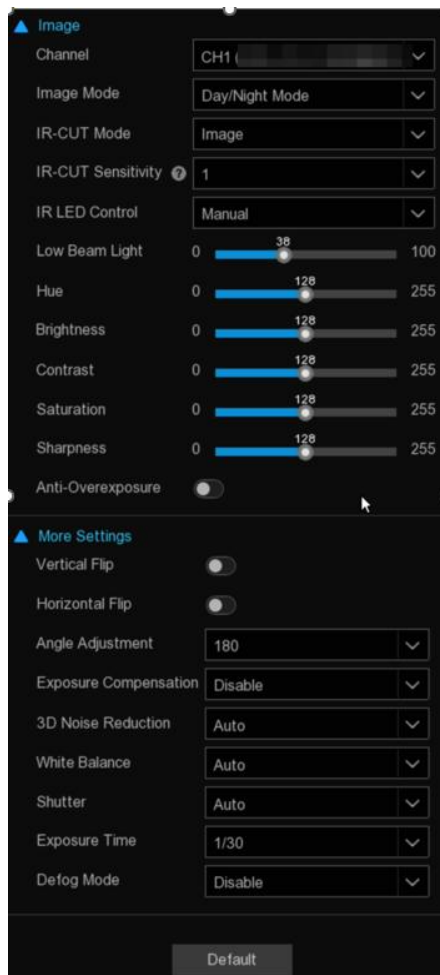 Image
Channel CH1 (
Image Mode Day/Night Mode
IR-CUT Mode Image
IR-CUT Sensitivity ? 1
IR LED Control Manual
Low Beam Light 0 38 100
Hue 0 128 255
Brightness 0 128 255
Contrast 0 128 255
Saturation 0 128 255
Sharpness 0 128 255
Anti-Overexposure
More Settings
Vertical Flip
Horizontal Flip
Angle Adjustment 180
Exposure Compensation Disable
3D Noise Reduction Auto
White Balance Auto
Shutter Auto
Exposure Time 1/30
Defog Mode Disable
Default